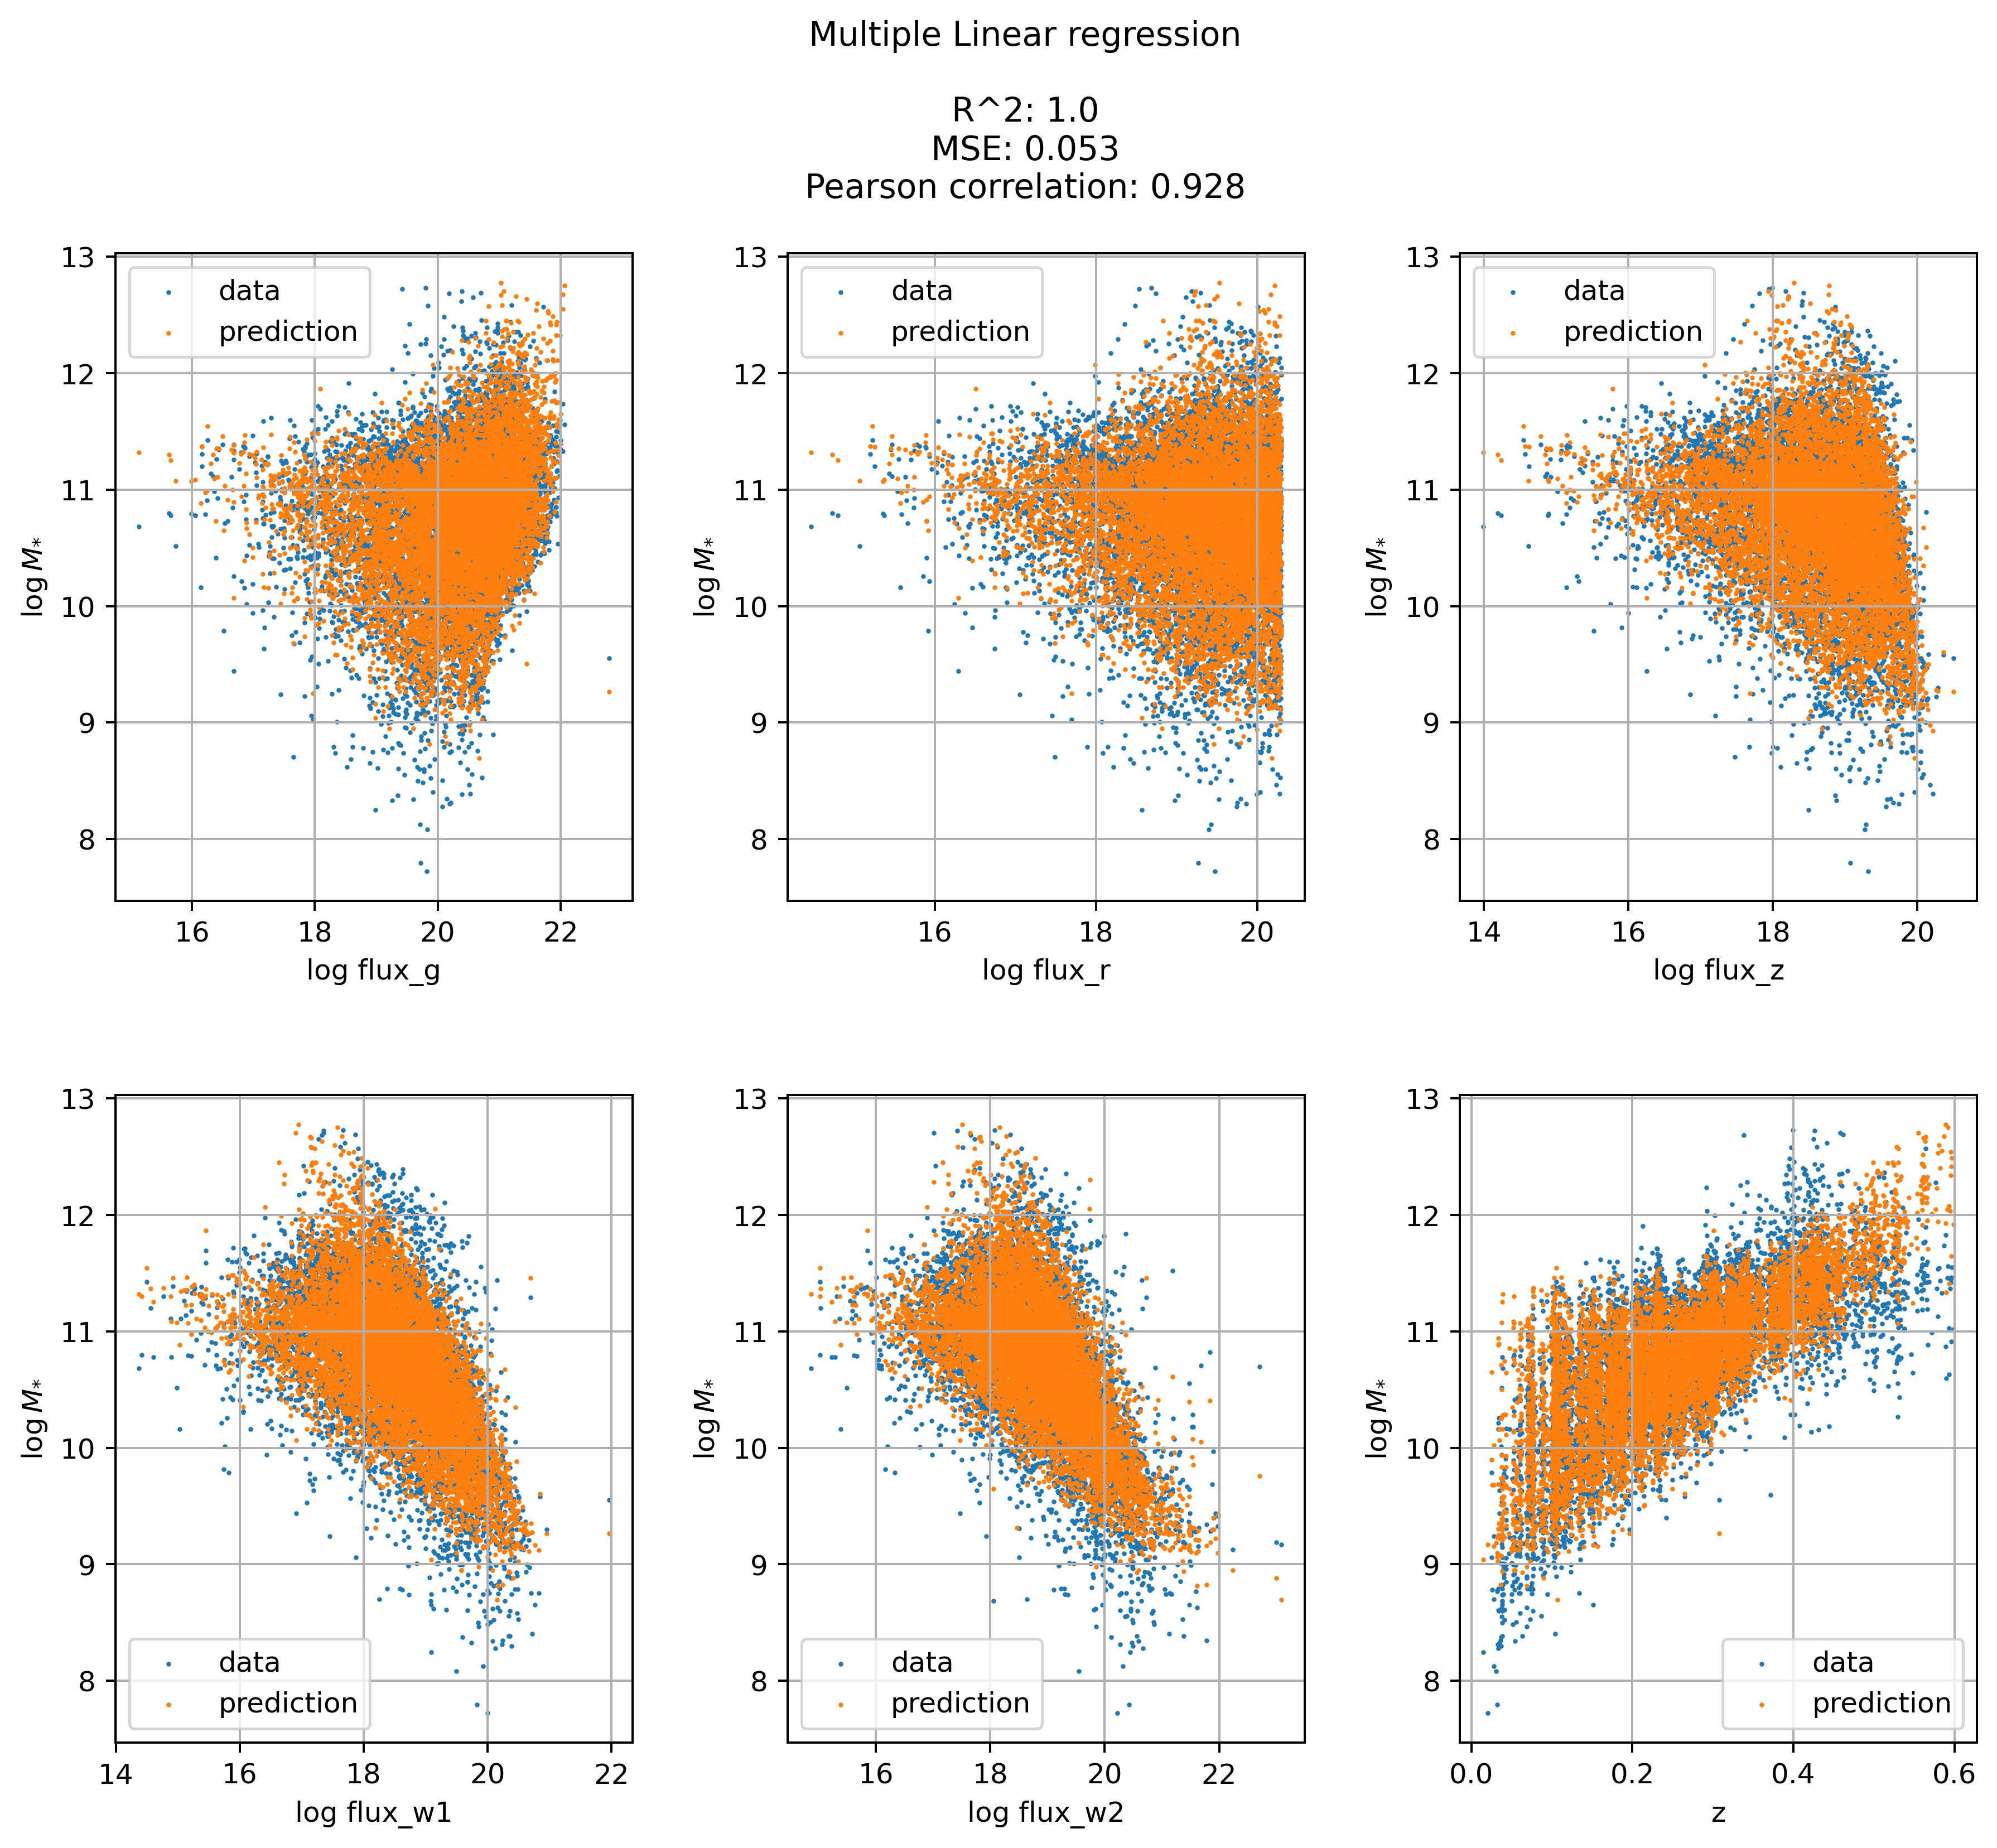 Multiple Linear regression
R^2: 1.0
MSE: 0.053
Pearson correlation: 0.928
data
prediction
13
12
11
10
9
8
log M*
16 18 20 22
log flux_g
data
prediction
13
12
11
10
9
8
log M*
16 18 20
log flux_r
data
prediction
13
12
11
10
9
8
log M*
14 16 18 20
log flux_z
13
12
11
10
9
8
log M*
data
prediction
14 16 18 20 22
log flux_w1
13
12
11
10
9
8
log M*
data
prediction
16 18 20 22
log flux_w2
13
12
11
10
9
8
log M*
data
prediction
0.0 0.2 0.4 0.6
z